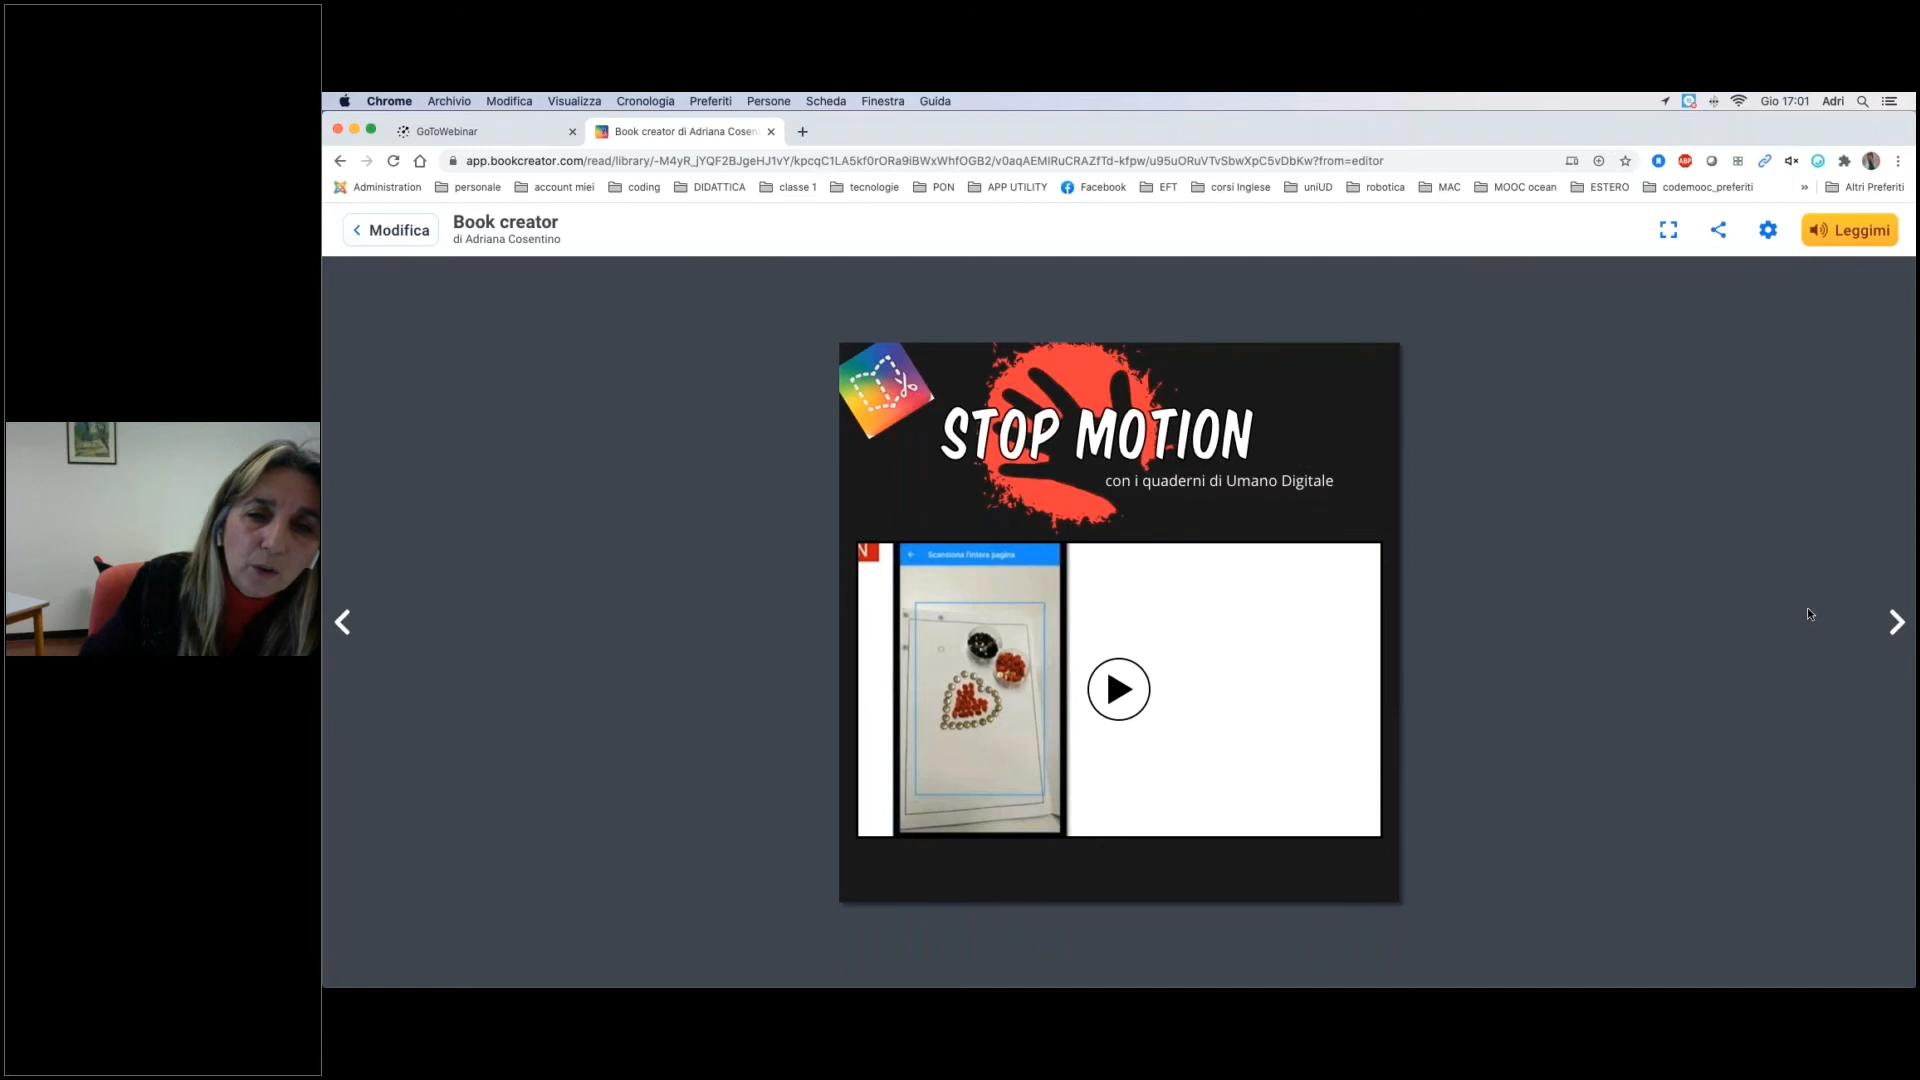 Chrome Archivio Modifica Visualizza Cronologia Preferiti Persone Scheda Finestra Guida Gio 17:01 Adri
GoToWebinar Book creator di Adriana Cosen
app.bookcreator.com/read/library/-M4yR_jYQF2BJgeHJ1vY/kpcqC1LA5kf0rORa9iBWxWhfOGB2/v0aqAEMIRuCRAZfTd-kfpw/u95uORuVTvSbwXpC5vDbKw?from=editor ABP
Administration personale account miei coding DIDATTICA classe 1 tecnologie PON APP UTILITY Facebook EFT corsi Inglese uniUD robotica MAC MOOC ocean ESTERO codemooc_preferiti » Altri Preferiti
Modifica
Book creator
di Adriana Cosentino
Leggimi
STOP MOTION
con i quaderni di Umano Digitale
N
Scansiona l'intera pagina